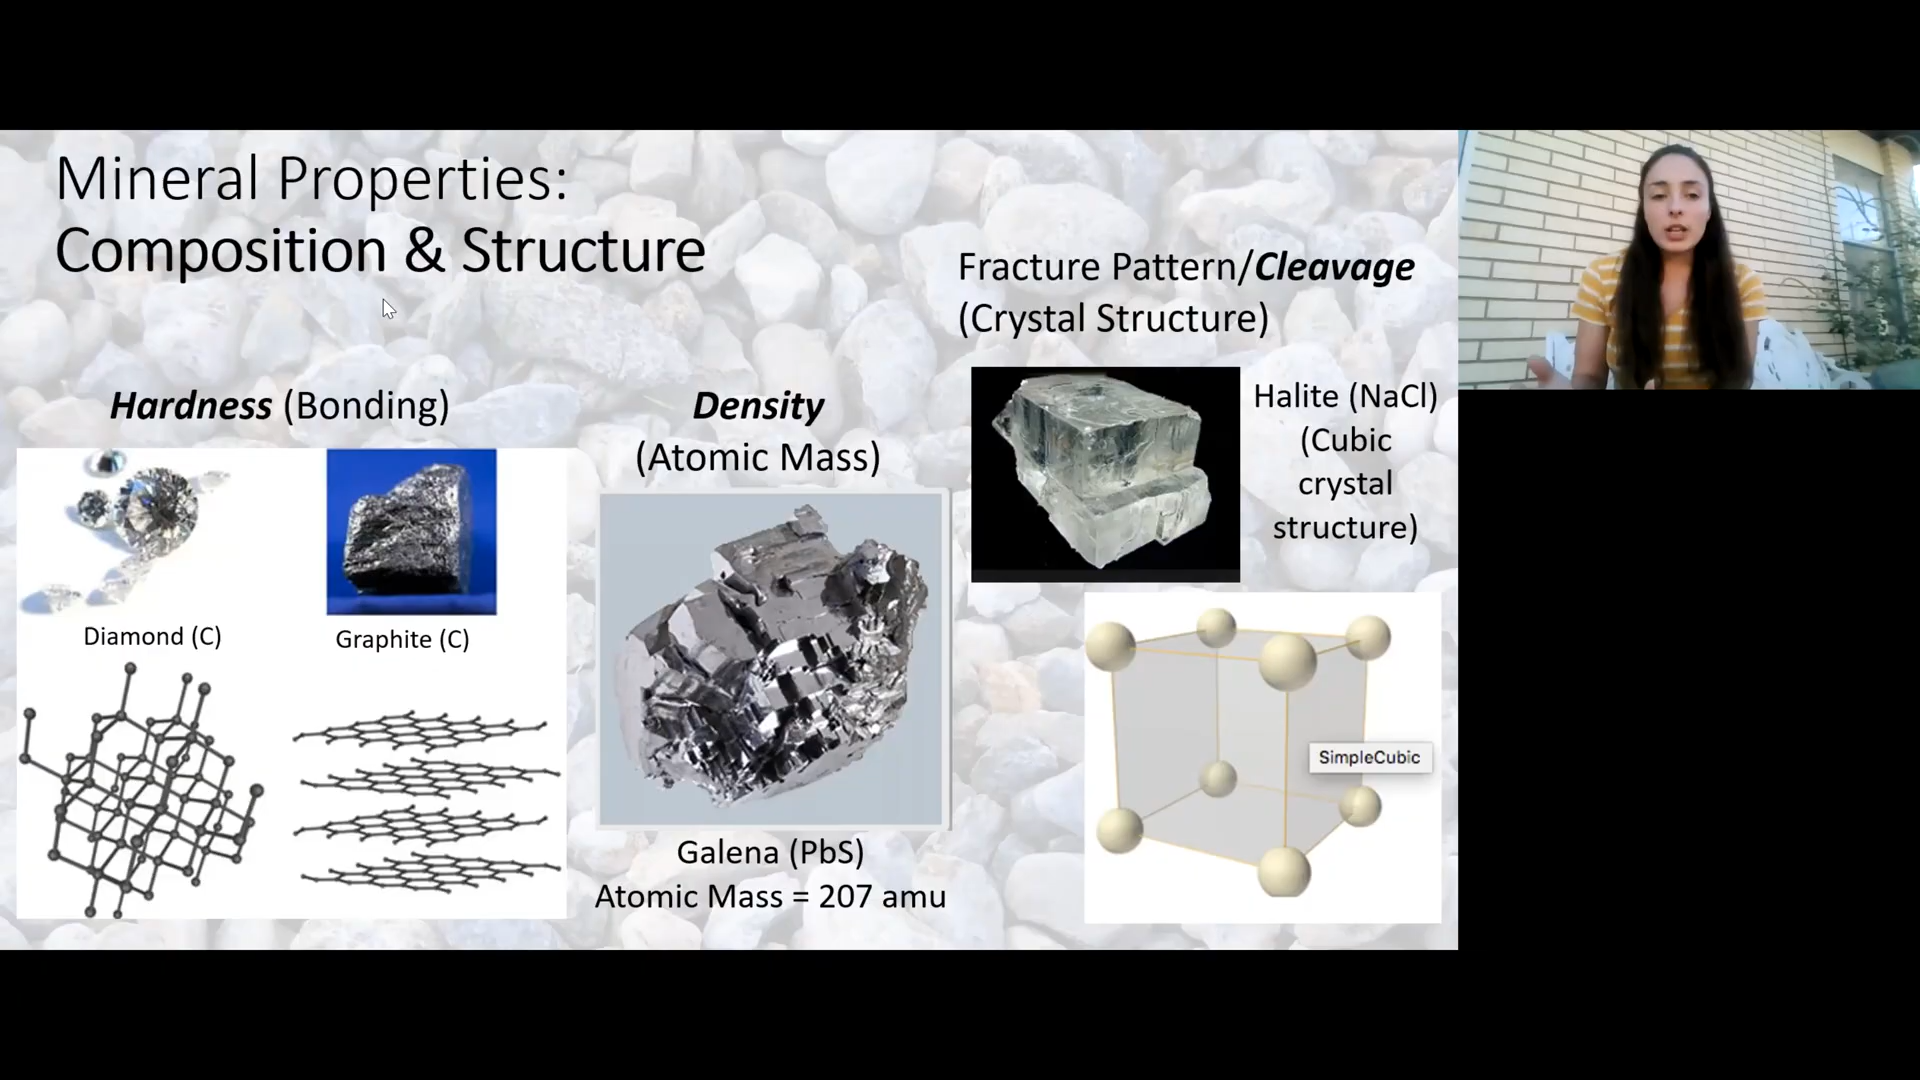 Mineral Properties:
Composition & Structure
Hardness (Bonding)
Diamond (C)
Graphite (C)
Density
(Atomic Mass)
Galena (PbS)
Atomic Mass = 207 amu
Fracture Pattern/Cleavage
(Crystal Structure)
Halite (NaCl)
(Cubic
crystal
structure)
SimpleCubic